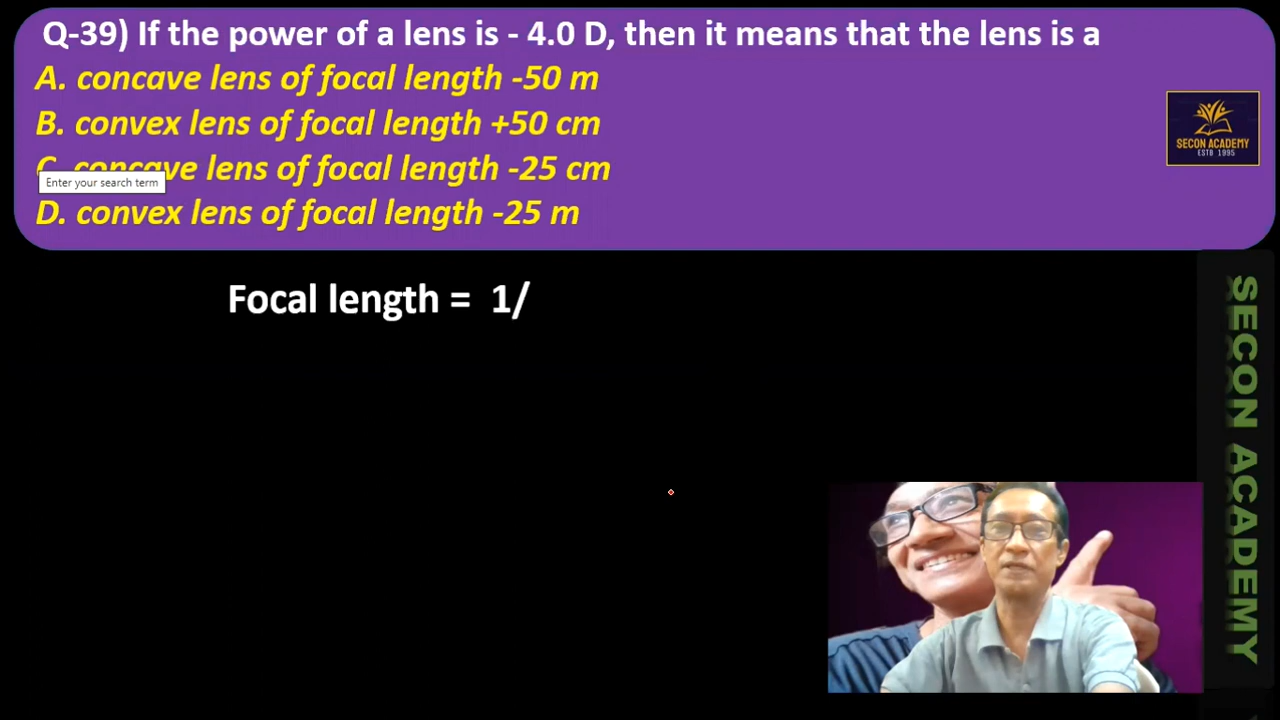 Q-39) If the power of a lens is - 4.0 D, then it means that the lens is a
A. concave lens of focal length -50 m
B. convex lens of focal length +50 cm
C. concave lens of focal length -25 cm
Enter your search term
D. convex lens of focal length -25 m
SECON ACADEMY
ESTB 1995
Focal length = 1/
SECON ACADEMY